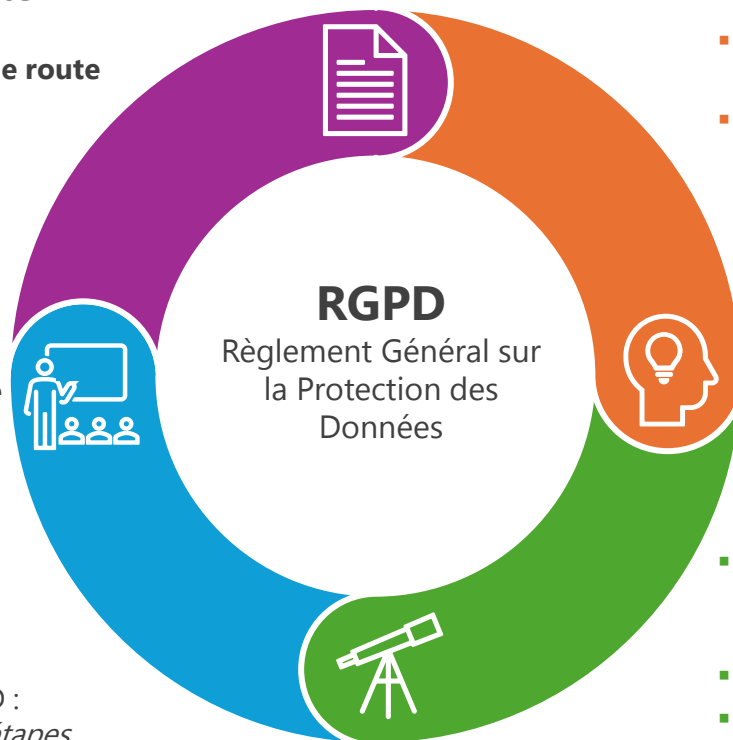 e route
RGPD
Règlement Général sur
la Protection des
Données
:
étapes